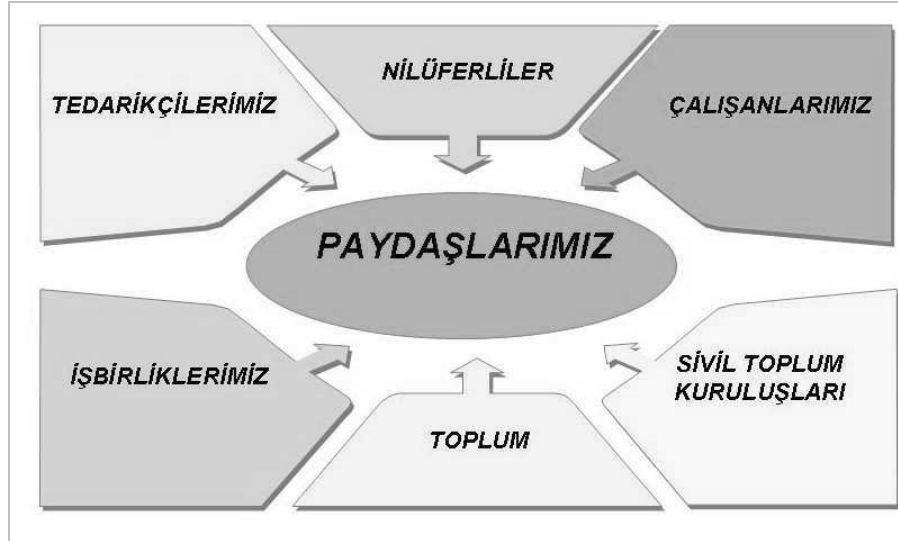 NİLÜFERLİLER
TEDARİKÇİLERİMİZ
ÇALIŞANLARIMIZ
PAYDAŞLARIMIZ
İŞBİRLİKLERİMİZ
SİVİL TOPLUM
KURULUŞLARI
TOPLUM